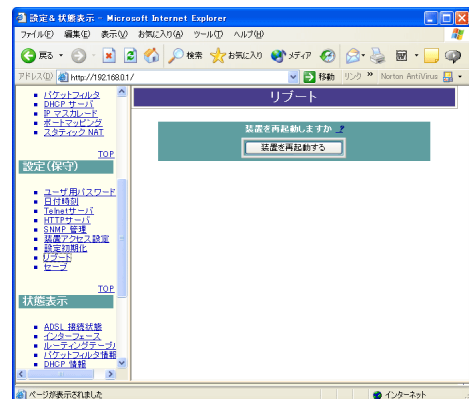 設定&状態表示 - Microsoft Internet Explorer
ファイル(F) 編集(E) 表示(V) お気に入り(A) ツール(T) ヘルプ(H)
戻る 検索 お気に入り メディア
アドレス(D) http://192.168.0.1/ 移動 リンク » Norton AntiVirus
パケットフィルタ
DHCP サーバ
IP マスカレード
ポートマッピング
スタティック NAT
TOP
設定(保守)
ユーザ用パスワード
日付時刻
Telnetサーバ
HTTPサーバ
SNMP 管理
装置アクセス設定
設定初期化
リブート
セーブ
TOP
状態表示
ADSL 接続状態
インターフェース
ルーティングテーブル
パケットフィルタ情報
DHCP 情報
リブート
装置を再起動しますか ?
装置を再起動する
ページが表示されました インターネット